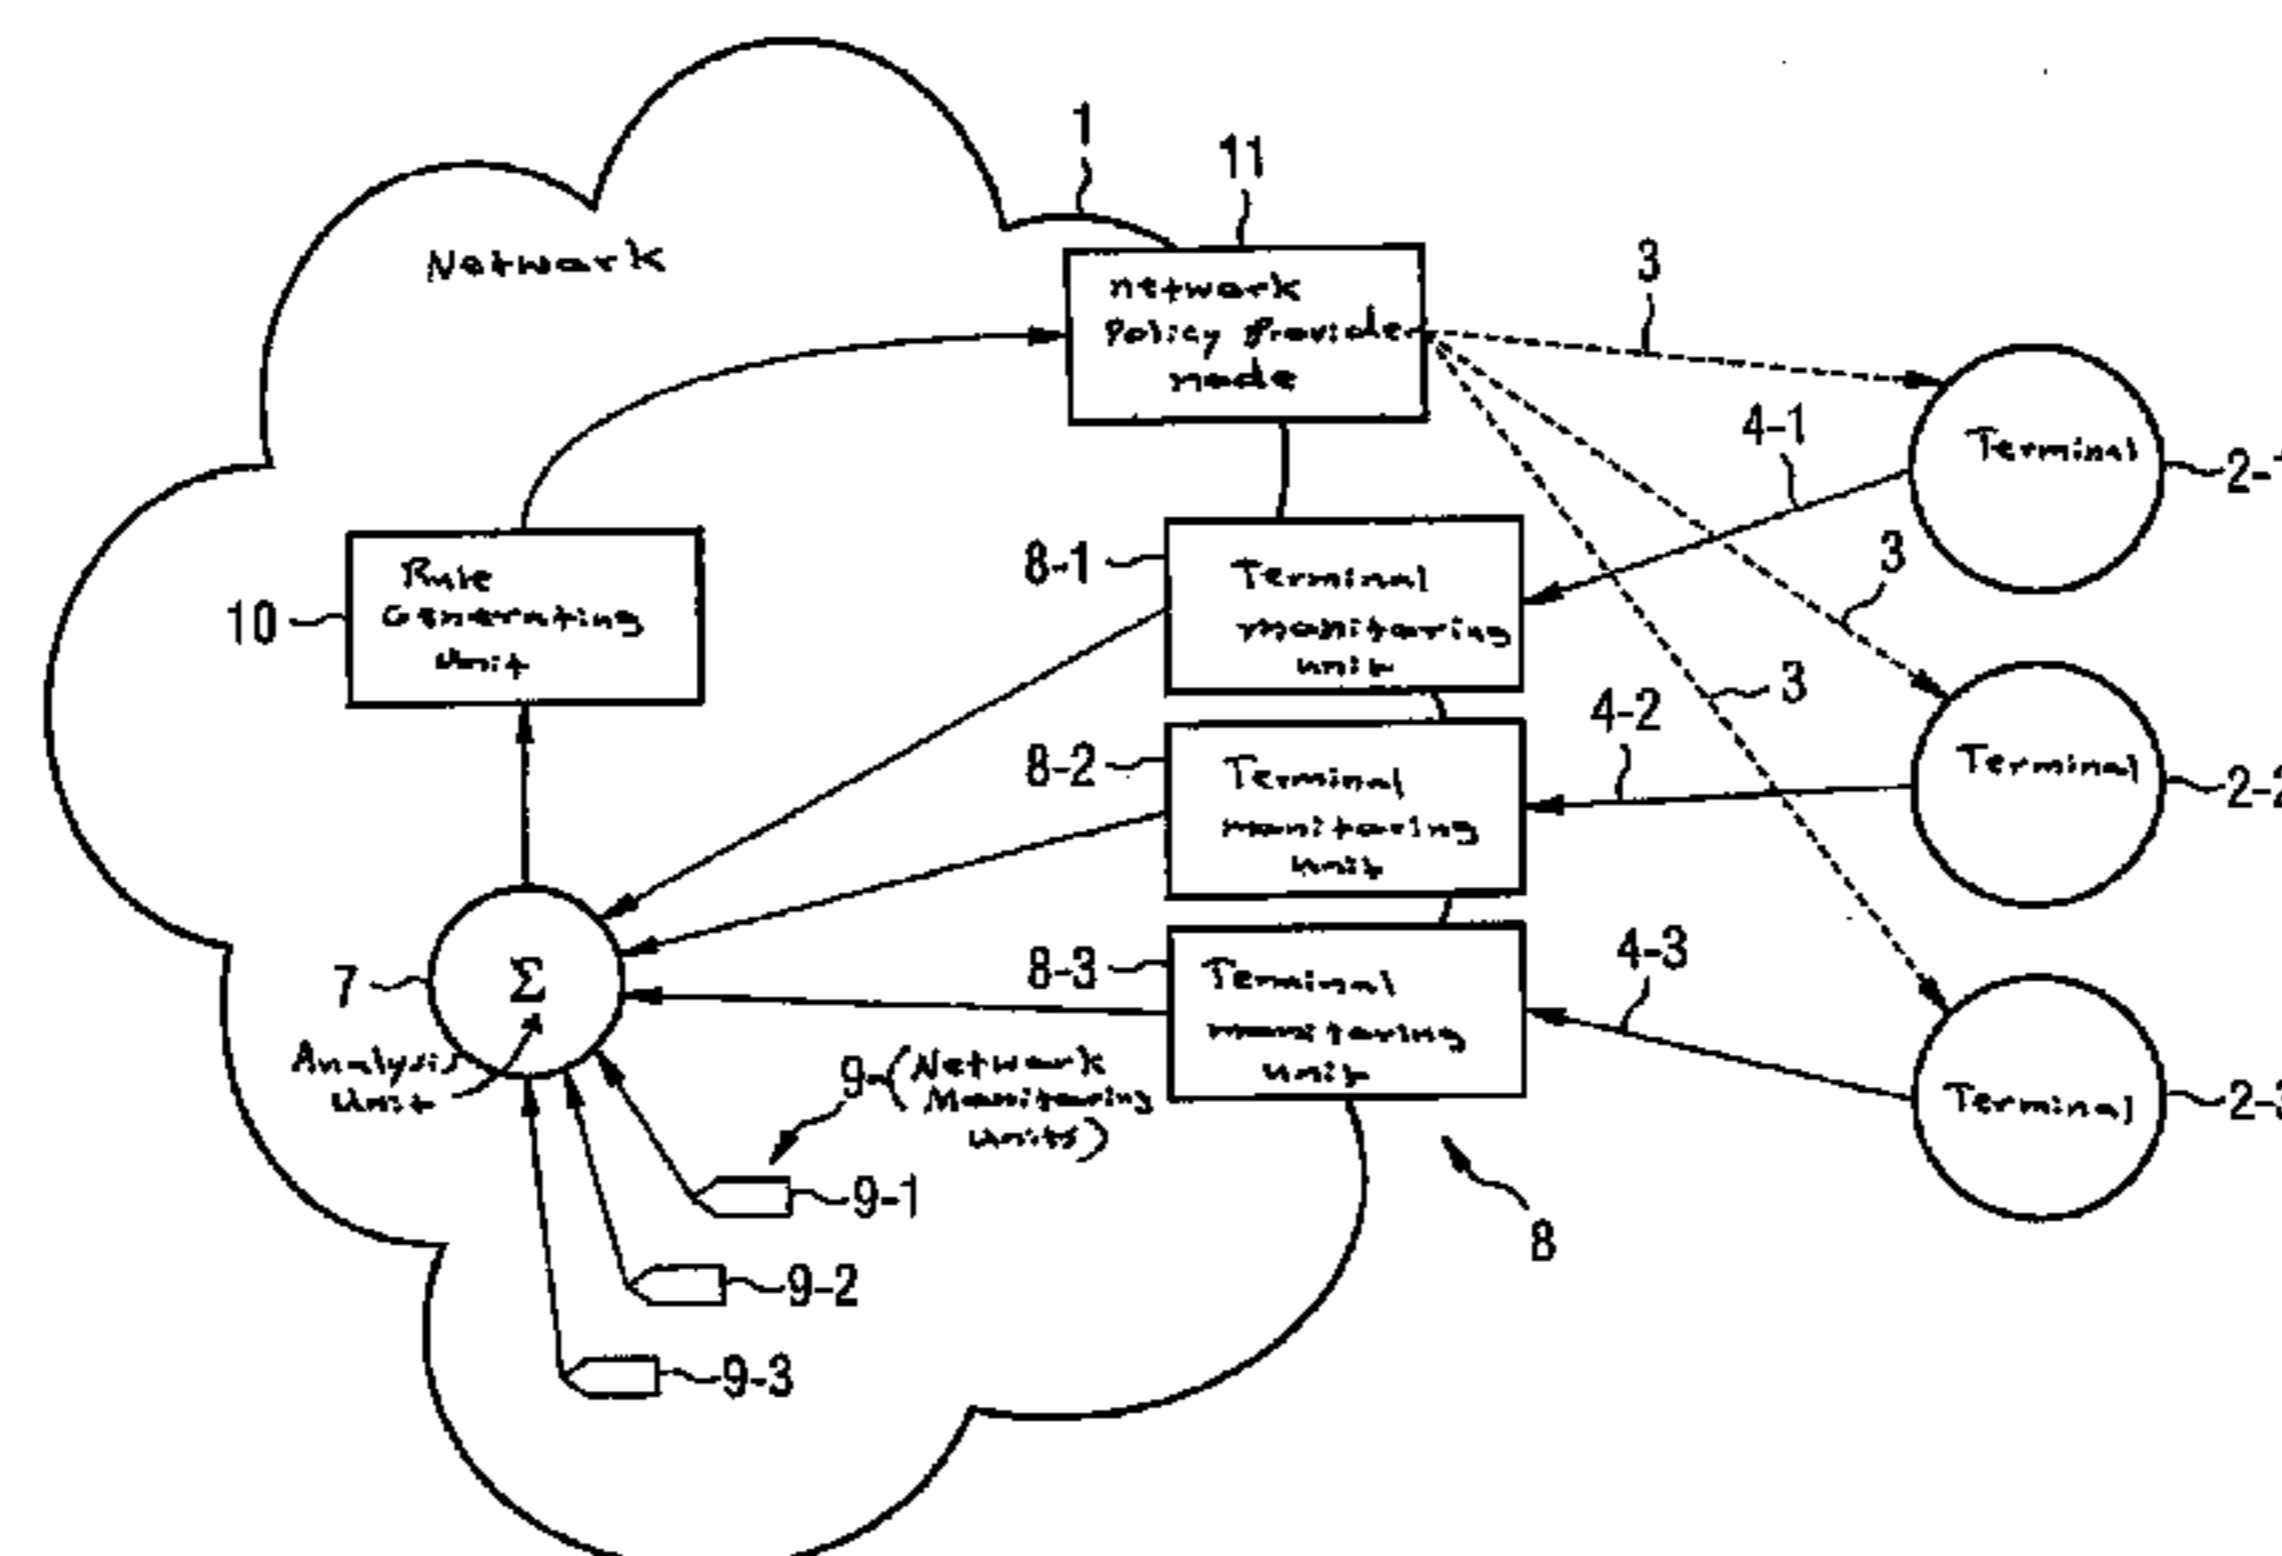 1
11
Network
network
Policy Provider
node
3
4-1
Terminal
2-
3
8-1
Terminal
monitoring
unit
Rule
Generating
Unit
10
3
4-2
8-2
Terminal
monitoring
unit
Terminal
2-2
4-3
8-3
Terminal
monitoring
unit
7
Σ
Analysis
Unit
9
(Network
Monitoring
Units)
Terminal
2-
9-1
8
9-2
9-3